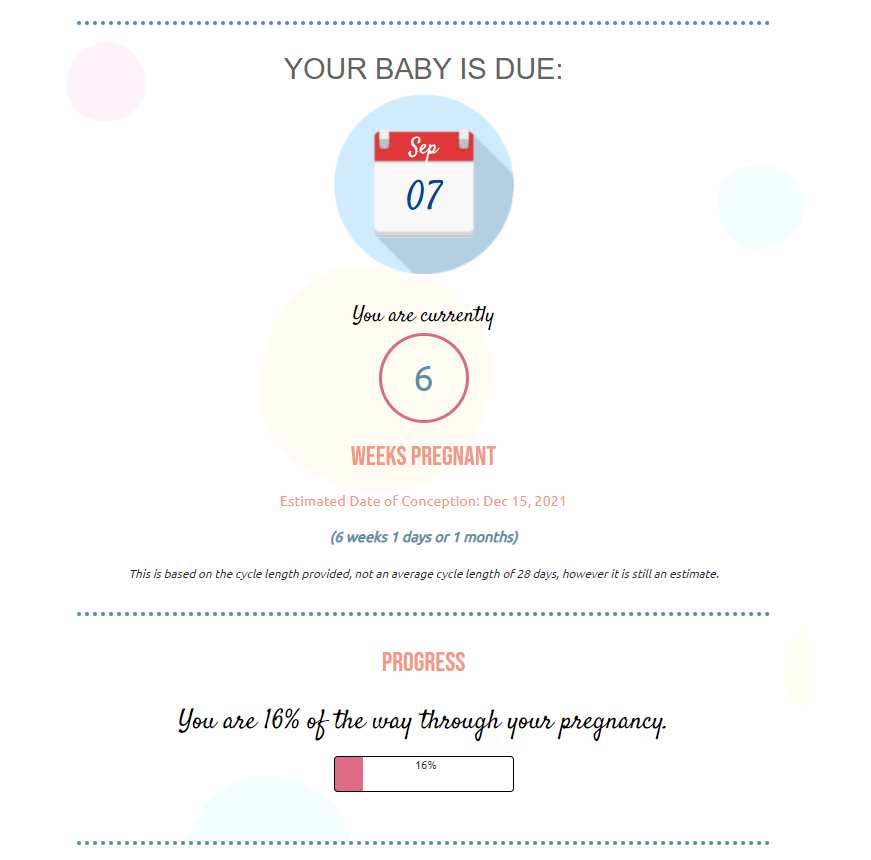 YOUR BABY IS DUE:
Sep
07
You are currently
6
WEEKS PREGNANT
Estimated Date of Conception: Dec 15, 2021
(6 weeks 1 days or 1 months)
This is based on the cycle length provided, not an average cycle length of 28 days, however it is still an estimate.
PROGRESS
You are 16% of the way through your pregnancy.
16%